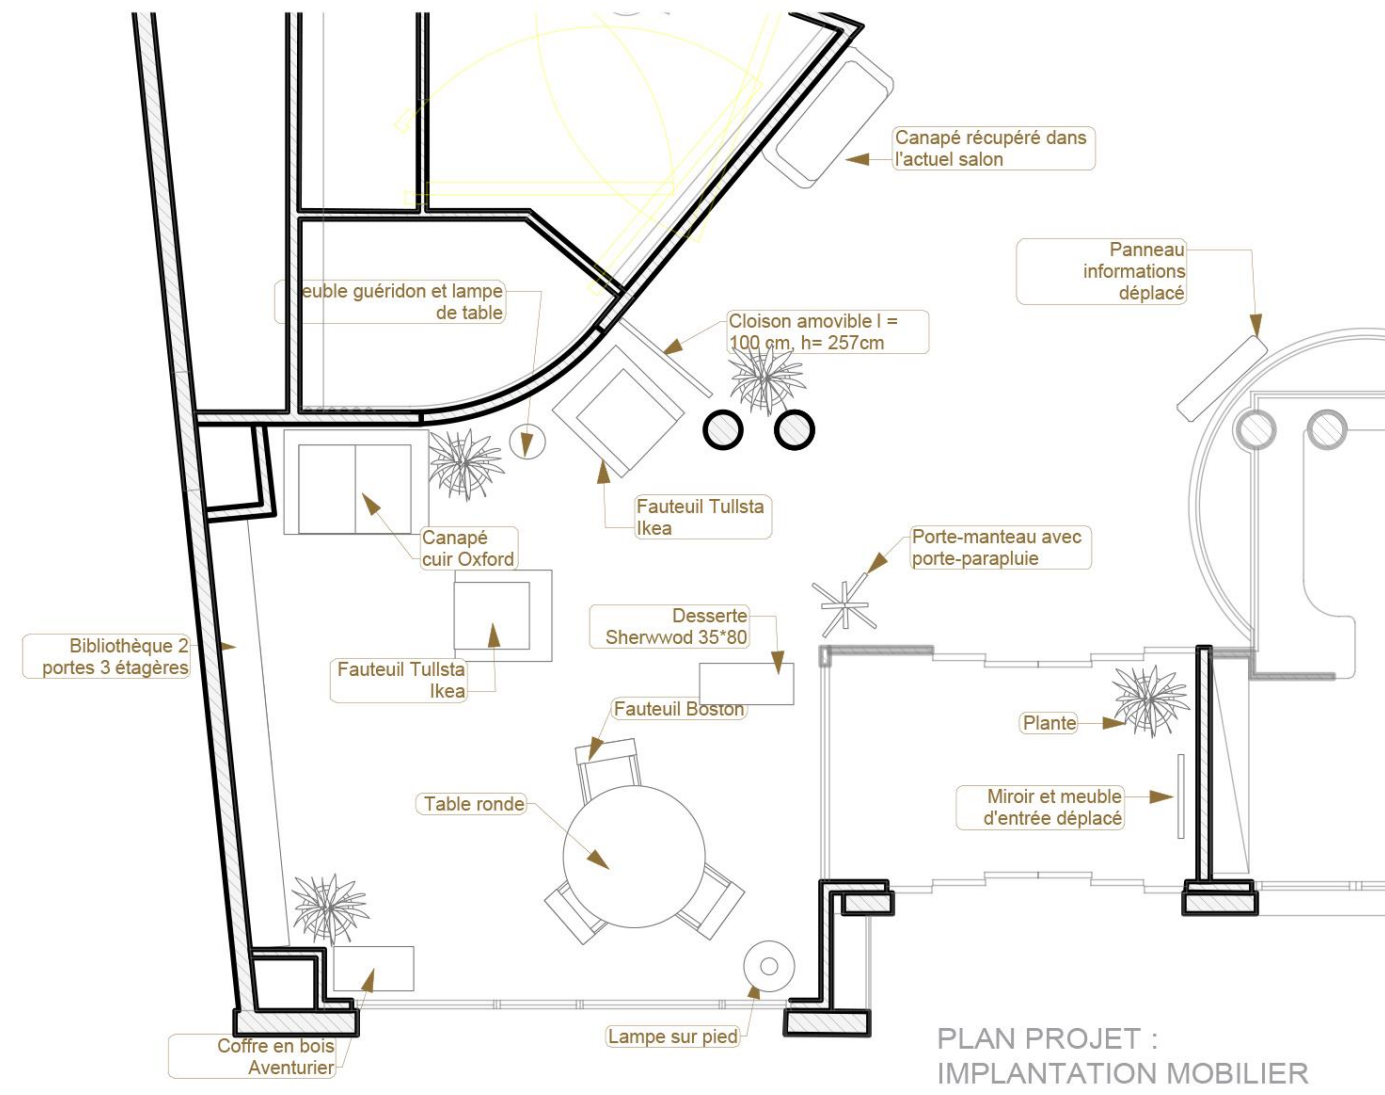 Canapé récupéré dans
l'actuel salon
Panneau
informations
déplacé
euble guéridon et lampe
de table
Cloison amovible l =
100 cm, h= 257cm
Fauteuil Tullsta
Ikea
Canapé
cuir Oxford
Porte-manteau avec
porte-parapluie
Desserte
Sherwwod 35*80
Bibliothèque 2
portes 3 étagères
Fauteuil Tullsta
Ikea
Fauteuil Boston
Plante
Table ronde
Miroir et meuble
d'entrée déplacé
Lampe sur pied
Coffre en bois
Aventurier
PLAN PROJET :
IMPLANTATION MOBILIER